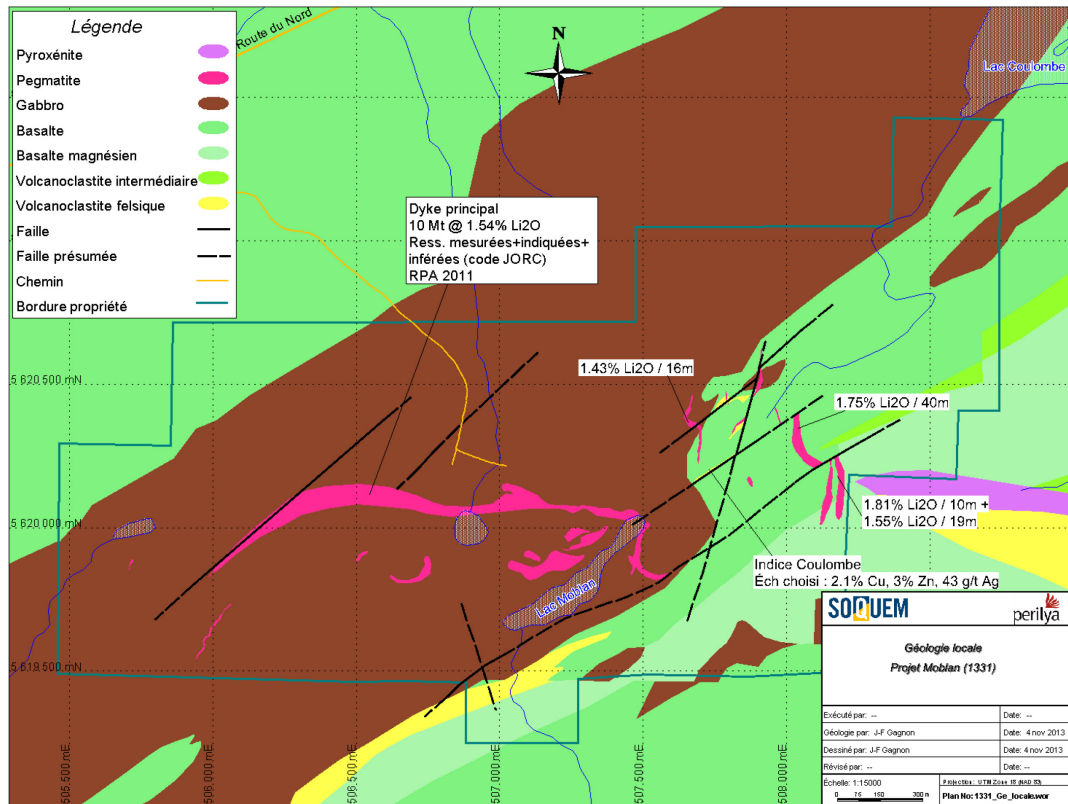 Légende
Pyroxénite
Pegmatite
Gabbro
Basalte
Basalte magnésien
Volcanoclastite intermédiaire
Volcanoclastite felsique
Faille
Faille présumée
Chemin
Bordure propriété
Route du Nord
N
Lac Coulombe
Dyke principal
10 Mt @ 1.54% Li2O
Ress. mesurées+indiquées+
inférées (code JORC)
RPA 2011
5 620 500 mN
1.43% Li2O / 16m
1.75% Li2O / 40m
1.81% Li2O / 10m +
1.55% Li2O / 19m
5 620 000 mN
Lac Moblan
Indice Coulombe
Éch choisi : 2.1% Cu, 3% Zn, 43 g/t Ag
5 619 500 mN
505 500 mE
506 000 mE
506 500 mE
507 000 mE
507 500 mE
508 000 mE
SOQUEM
perilya
Géologie locale
Projet Moblan (1331)
Exécuté par: --
Date: --
Géologie par: J-F Gagnon
Date: 4 nov 2013
Dessiné par: J-F Gagnon
Date: 4 nov 2013
Révisé par: --
Date: --
Échelle: 1:15000
0 75 150 300 m
Projection: UTM Zone 18 (NAD 83)
Plan No: 1331_Ge_locale.wor